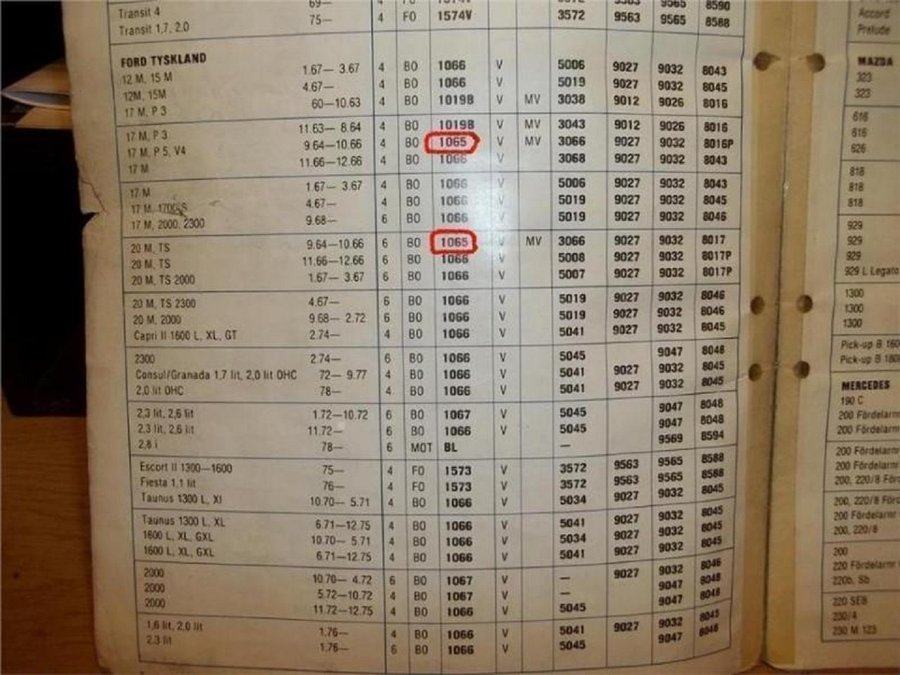 69— 1574V 3572 9563 9565 8590
Transit 4 4 FO
Transit 1,7, 2.0 75— 4 FO 1574V 3572 9563 9565 8588
FORD TYSKLAND
12 M, 15 M 1.67— 3.67 4 BO 1066 V 5006 9027 9032 8043
12M, 15M 4.67— 4 BO 1066 V 5019 9027 9032 8045
17 M, P 3 60—10.63 4 BO 1019B V MV 3038 9012 9026 8016
17 M, P 3 11.63— 8.64 4 BO 1019B V MV 3043 9012 9026 8016
17 M, P 5, V4 9.64—10.66 4 BO 1065 V MV 3066 9027 9032 8016P
17 M 11.66—12.66 4 BO 1066 V 3068 9027 9032 8043
17 M 1.67— 3.67 4 BO 1066 V 5006 9027 9032 8043
17 M, 1700 S 4.67— 4 BO 1066 V 5019 9027 9032 8045
17 M, 2000, 2300 9.68— 6 BO 1066 V 5019 9027 9032 8046
20 M, TS 9.64—10.66 6 BO 1065 V MV 3066 9027 9032 8017
20 M, TS 11.66—12.66 6 BO 1066 V 5008 9027 9032 8017P
20 M, TS 2000 1.67— 3.67 6 BO 1066 V 5007 9027 9032 8017P
20 M, TS 2300 4.67— 6 BO 1066 V 5019 9027 9032 8046
20 M, 2000 9.68— 2.72 6 BO 1066 V 5019 9027 9032 8046
Capri II 1600 L, XL, GT 2.74— 4 BO 1066 V 5041 9027 9032 8045
2300 2.74— 6 BO 1066 V 5045 9047 8048
Consul/Granada 1,7 lit, 2,0 lit OHC 72— 9.77 4 BO 1066 V 5041 9027 9032 8045
2,0 lit OHC 78— 4 BO 1066 V 5041 9027 9032 8045
2,3 lit, 2,6 lit 1.72—10.72 6 BO 1067 V 5045 9047 8048
2,3 lit, 2,6 lit 11.72— 6 BO 1066 V 5045 9047 8048
2,8 i 78— 6 MOT BL — 9569 8594
Escort II 1300—1600 75— 4 FO 1573 V 3572 9563 9565 8588
Fiesta 1,1 lit 76— 4 FO 1573 V 3572 9563 9565 8588
Taunus 1300 L, Xl 10.70— 5.71 4 BO 1066 V 5034 9027 9032 8045
Taunus 1300 L, XL 6.71—12.75 4 BO 1066 V 5041 9027 9032 8045
1600 L, XL, GXL 10.70— 5.71 4 BO 1066 V 5034 9027 9032 8045
1600 L, XL, GXL 6.71—12.75 4 BO 1066 V 5041 9027 9032 8045
2000 10.70— 4.72 6 BO 1067 V — 9027 9032 8046
2000 5.72—10.72 4 BO 1067 V — 9047 8048
2000 11.72—12.75 6 BO 1066 V 5045 9047 8048
1,6 lit, 2,0 lit 1.76— 4 BO 1066 V 5041 9027 9032 8045
2,3 lit 1.76— 6 BO 1066 V 5045 9047 8048
Accord
Prelude
MAZDA
323
323
616
616
626
818
818
818
929
929
929
929 L Legato
1300
1300
1300
Pick-up B
Pick-up B
MERCEDES
190 C
200 Fördelarnr
200 Fördelarn
200 Fördelarnr
200 Fördelarn
200, 220/8 För
200, 220/8 För
200 Fördelarn
200, 220/8
200
220 Fördelarnr
220b, Sb
220 SEB
230/4
230 M 123